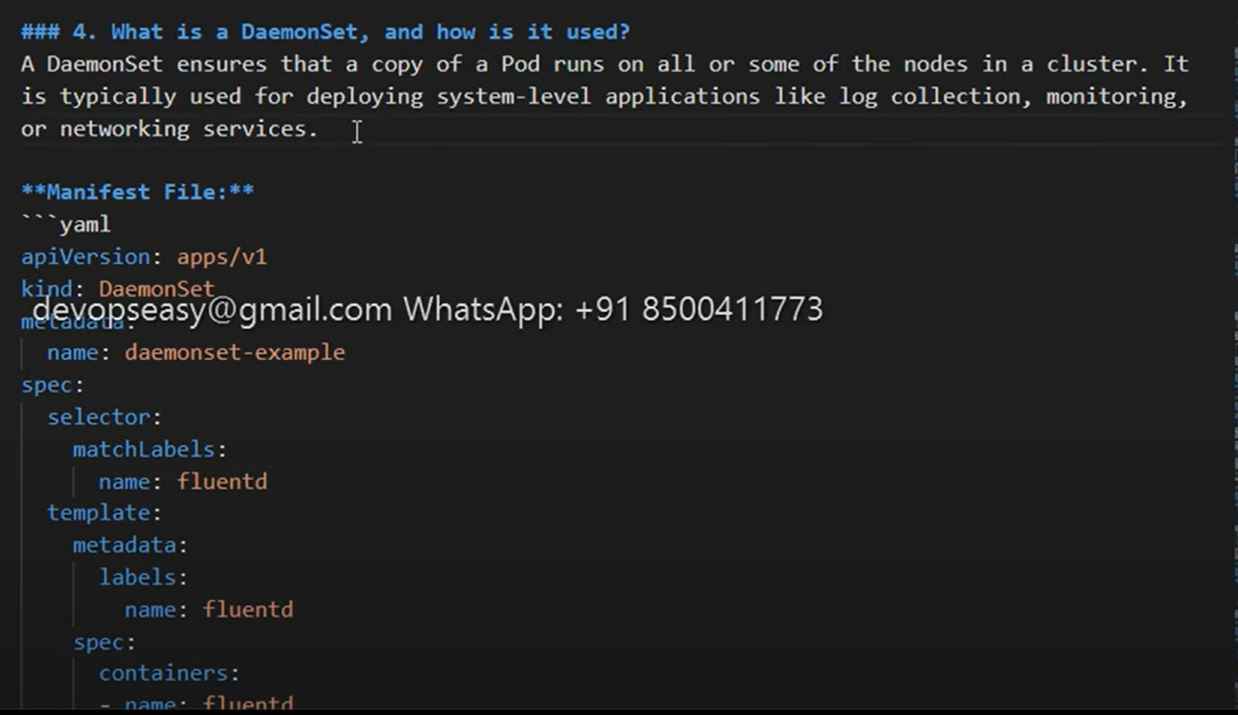 ### 4. What is a DaemonSet, and how is it used?
A DaemonSet ensures that a copy of a Pod runs on all or some of the nodes in a cluster. It
is typically used for deploying system-level applications like log collection, monitoring,
or networking services.
**Manifest File:**
```yaml
apiVersion: apps/v1
kind: DaemonSet
devopseasy@gmail.com WhatsApp: +91 8500411773
metadata:
name: daemonset-example
spec:
selector:
matchLabels:
name: fluentd
template:
metadata:
labels:
name: fluentd
spec:
containers:
- name: fluentd